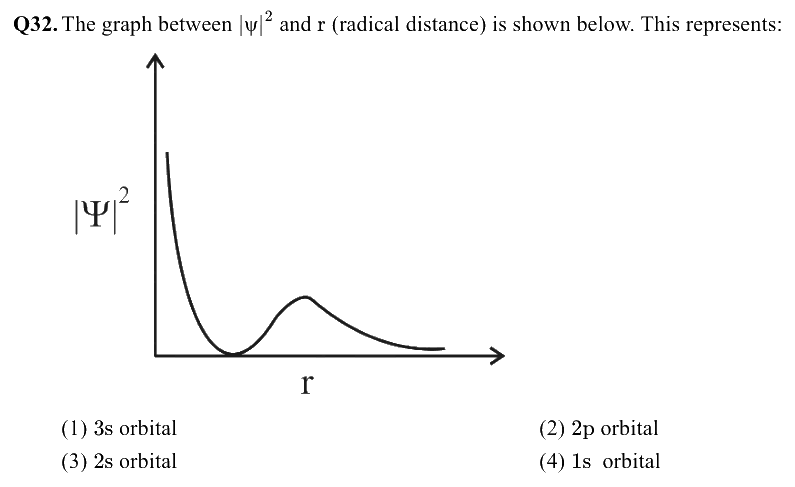 Q32. The graph between |ψ|² and r (radical distance) is shown below. This represents:
|Ψ|²
r
(1) 3s orbital (2) 2p orbital
(3) 2s orbital (4) 1s orbital